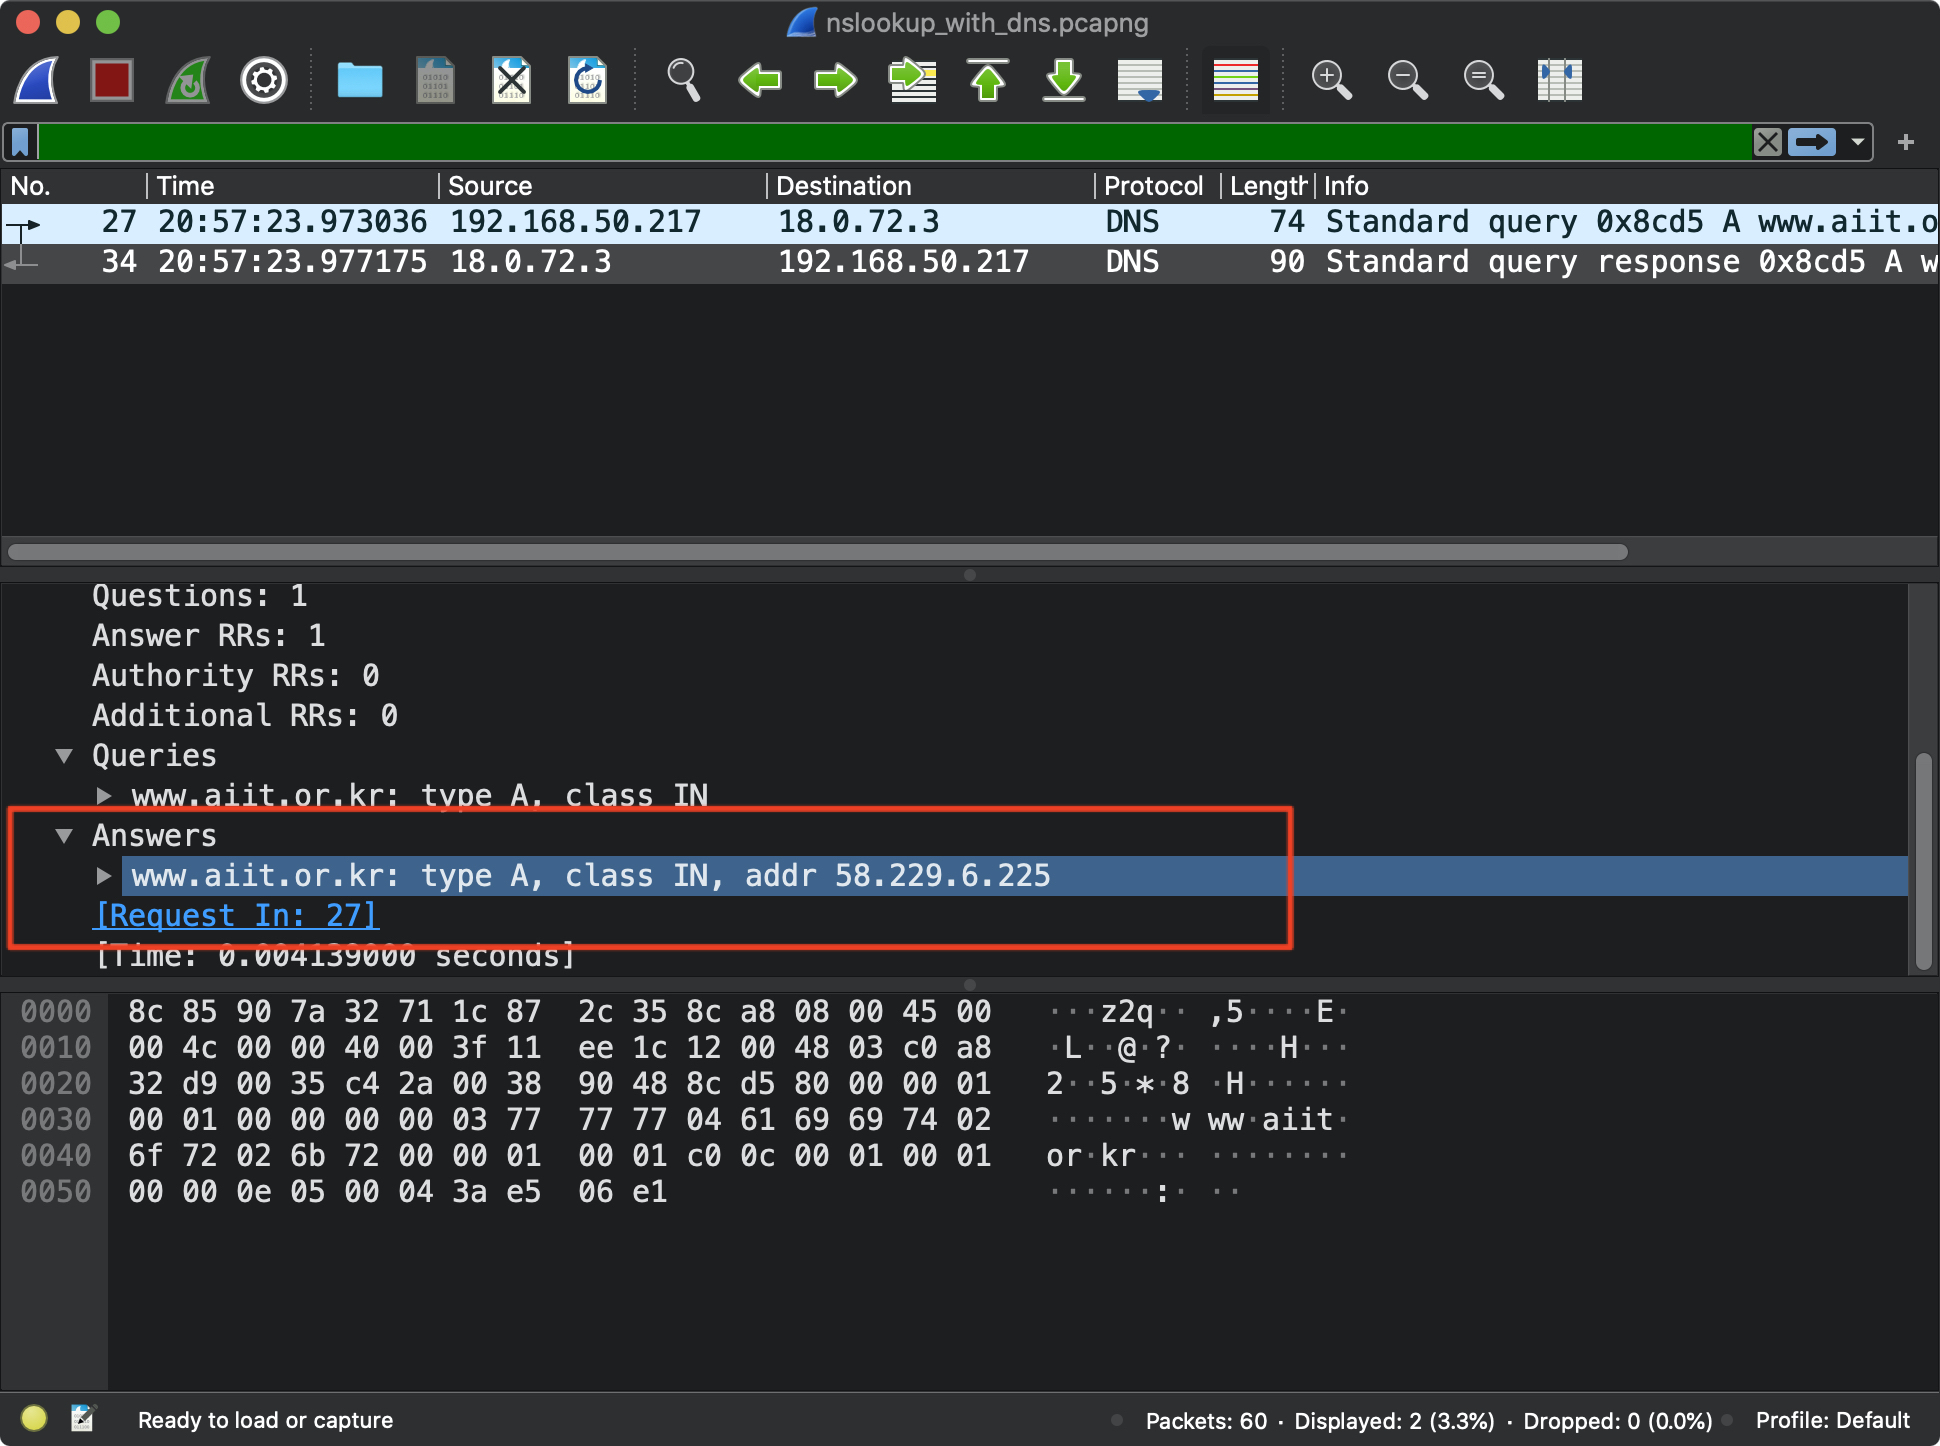 nslookup_with_dns.pcapng
No. Time Source Destination Protocol Length Info
27 20:57:23.973036 192.168.50.217 18.0.72.3 DNS 74 Standard query 0x8cd5 A www.aiit.o
34 20:57:23.977175 18.0.72.3 192.168.50.217 DNS 90 Standard query response 0x8cd5 A w
Questions: 1
Answer RRs: 1
Authority RRs: 0
Additional RRs: 0
Queries
www.aiit.or.kr: type A, class IN
Answers
www.aiit.or.kr: type A, class IN, addr 58.229.6.225
[Request In: 27]
[Time: 0.004139000 seconds]
0000 8c 85 90 7a 32 71 1c 87 2c 35 8c a8 08 00 45 00 ···z2q·· ,5····E·
0010 00 4c 00 00 40 00 3f 11 ee 1c 12 00 48 03 c0 a8 ·L··@·?· ····H···
0020 32 d9 00 35 c4 2a 00 38 90 48 8c d5 80 00 00 01 2··5·*·8 ·H······
0030 00 01 00 00 00 00 03 77 77 77 04 61 69 69 74 02 ·······w ww·aiit·
0040 6f 72 02 6b 72 00 00 01 00 01 c0 0c 00 01 00 01 or·kr··· ········
0050 00 00 0e 05 00 04 3a e5 06 e1 ······:· ··
Ready to load or capture
Packets: 60 · Displayed: 2 (3.3%) · Dropped: 0 (0.0%)
Profile: Default